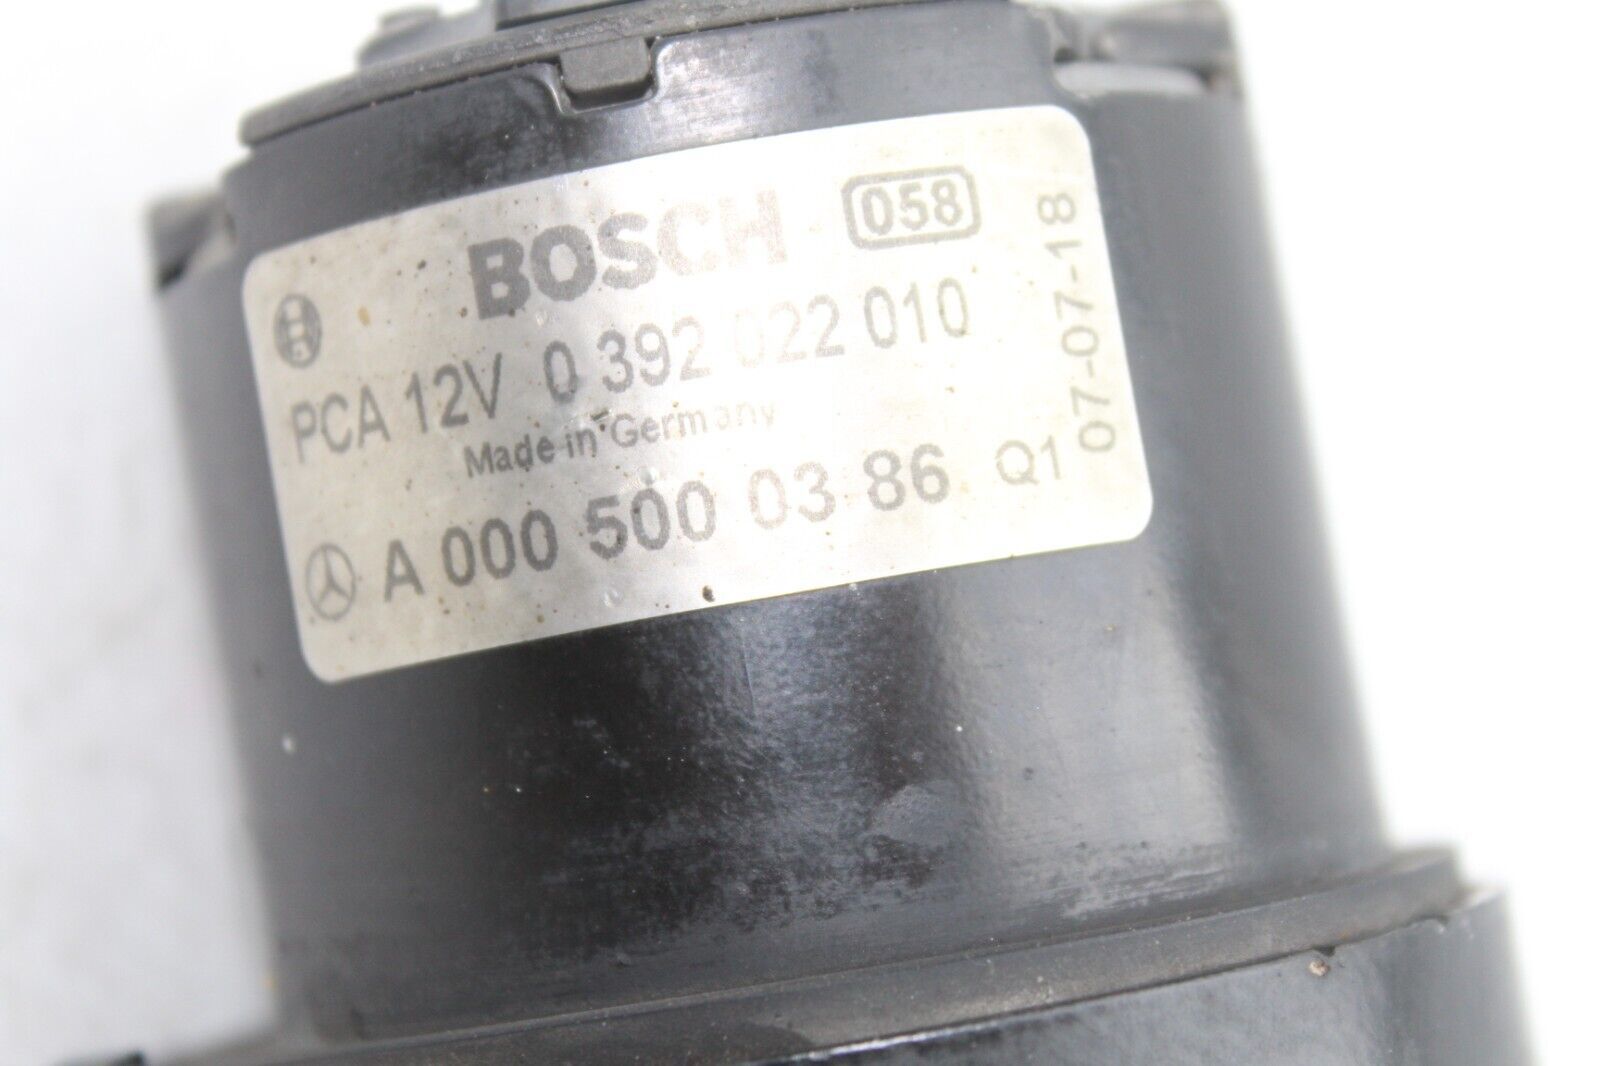 BOSCH 058
PCA 12V 0 392 022 010
Made in Germany
A 000 500 03 86 Q1
07-07-18